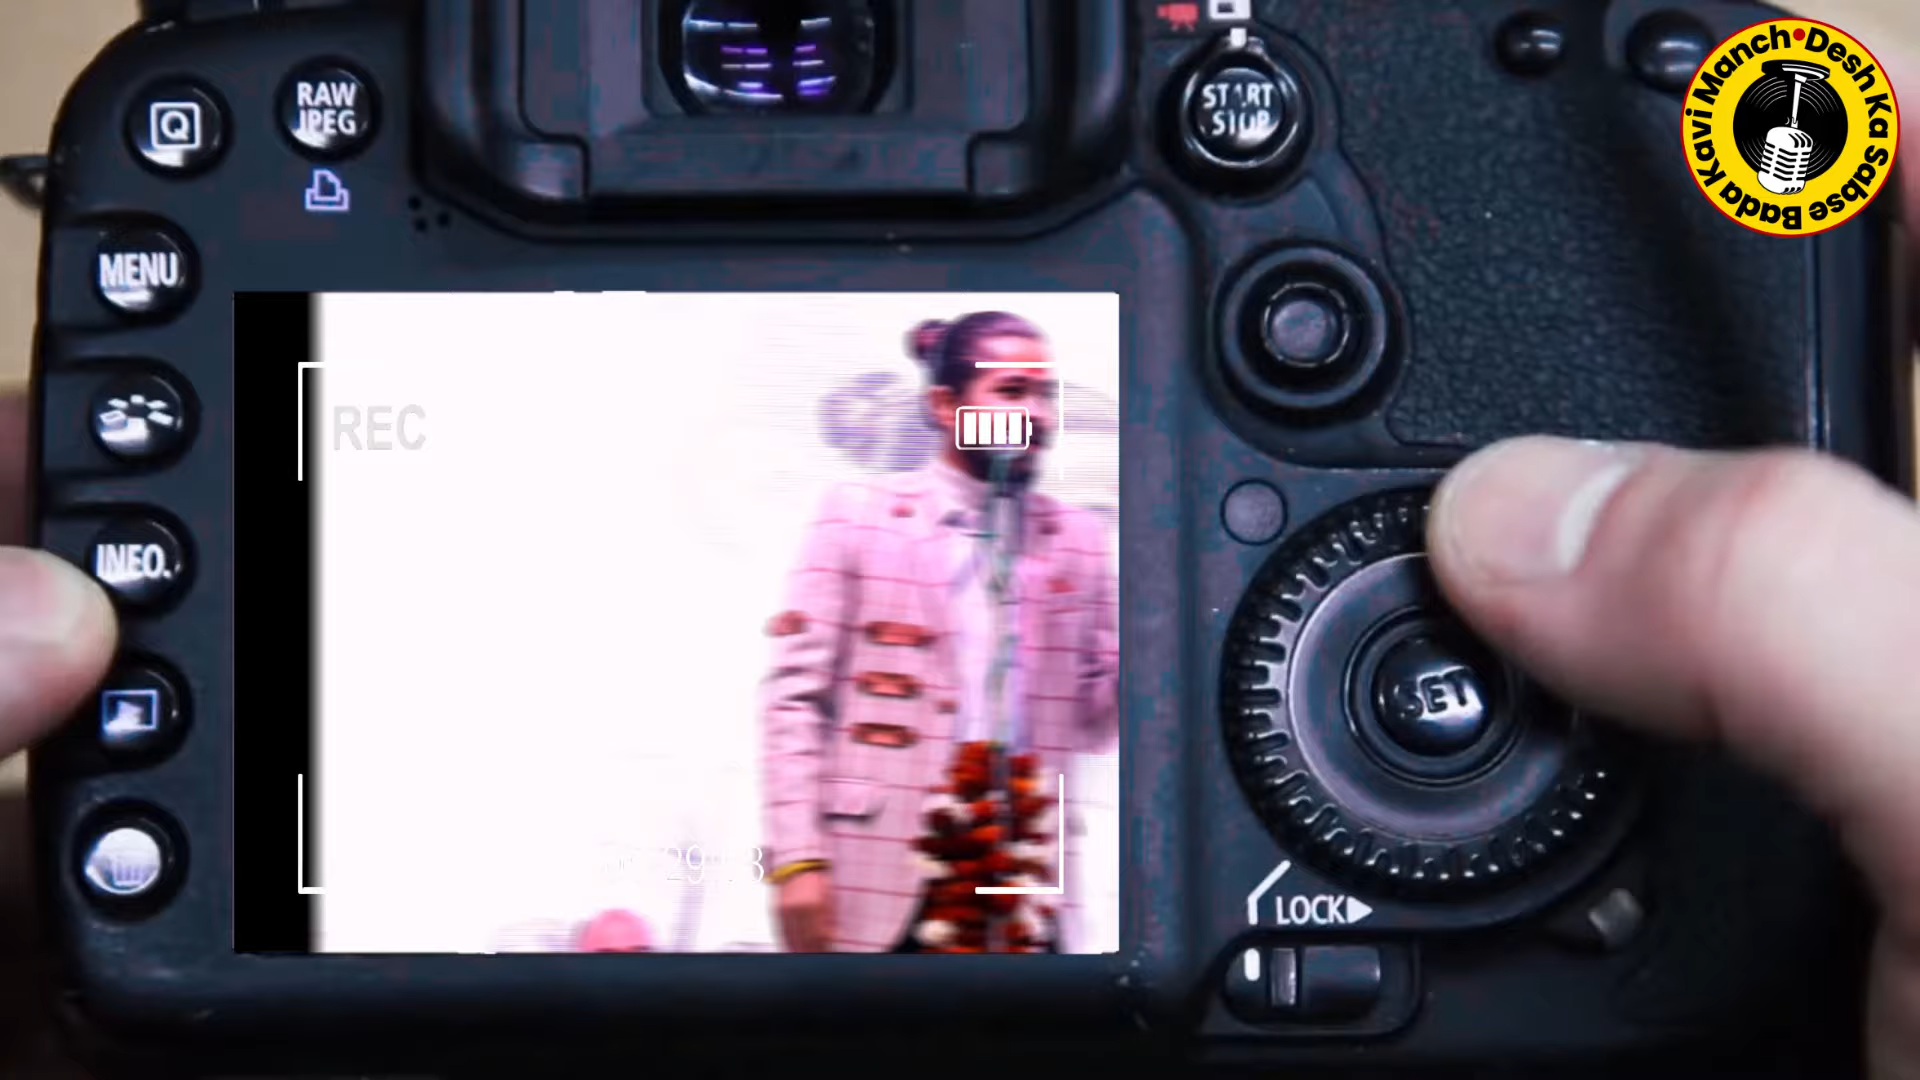 Kavi Manch•Desh Ka Sabse Bada
Q
RAW
JPEG
START
STOP
MENU
REC
INFO.
SET
LOCK